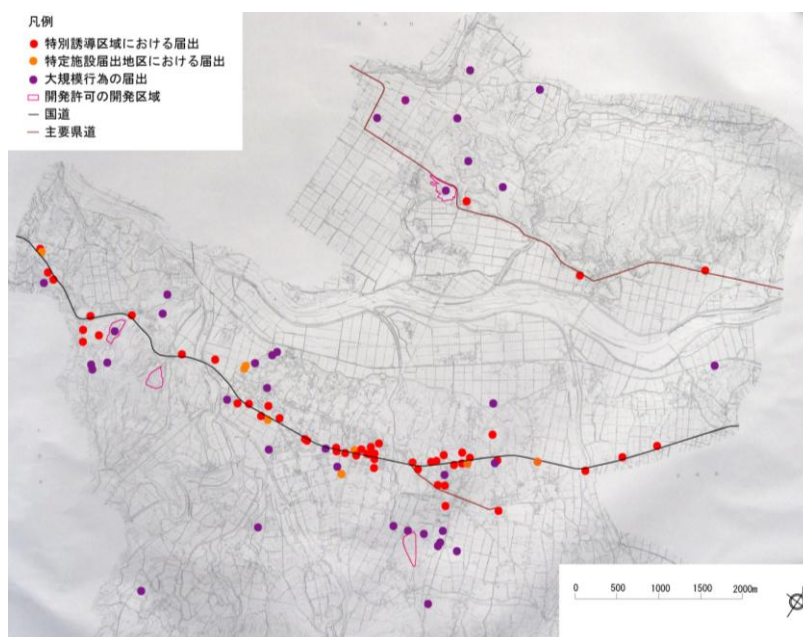 凡例
特別誘導区域における届出
特定施設届出地区における届出
大規模行為の届出
開発許可の開発区域
国道
主要県道
0 500 1000 1500 2000m